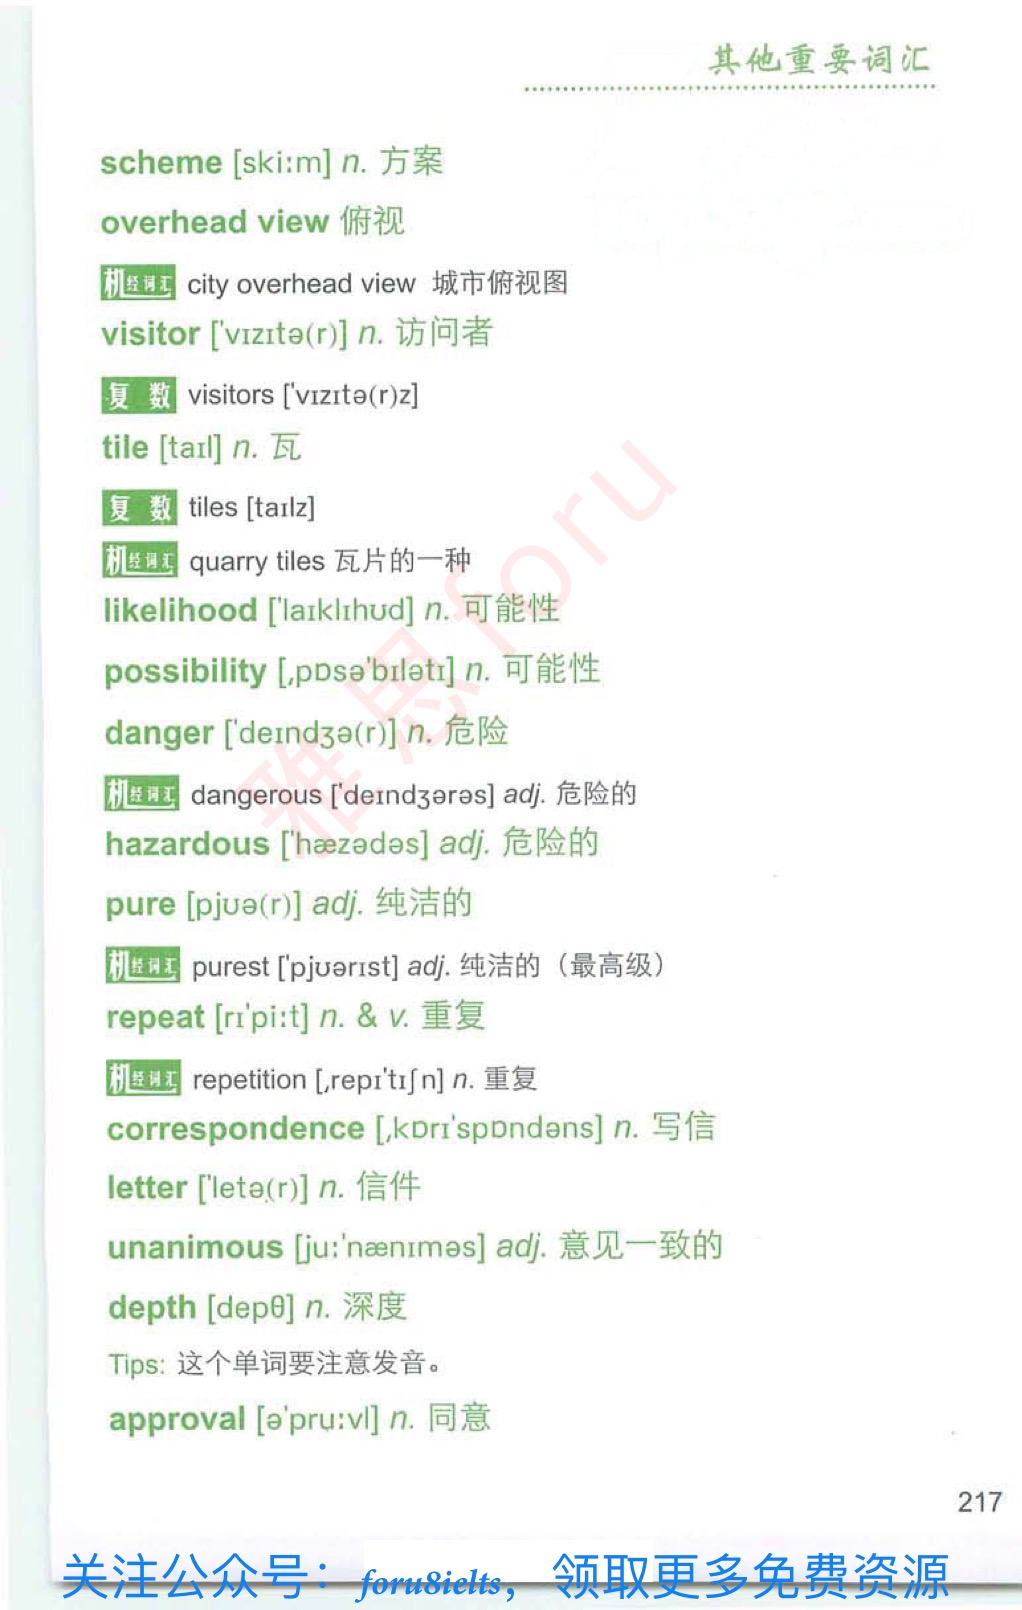 其他重要词汇
scheme [skiːm] n. 方案
overhead view 俯视
机经词汇 city overhead view 城市俯视图
visitor ['vɪzɪtə(r)] n. 访问者
复 数 visitors ['vɪzɪtə(r)z]
tile [taɪl] n. 瓦
复 数 tiles [taɪlz]
机经词汇 quarry tiles 瓦片的一种
likelihood ['laɪklɪhʊd] n. 可能性
possibility [ˌpɒsə'bɪlətɪ] n. 可能性
danger ['deɪndʒə(r)] n. 危险
机经词汇 dangerous ['deɪndʒərəs] adj. 危险的
hazardous ['hæzədəs] adj. 危险的
pure [pjʊə(r)] adj. 纯洁的
机经词汇 purest ['pjʊərɪst] adj. 纯洁的（最高级）
repeat [rɪ'piːt] n. & v. 重复
机经词汇 repetition [ˌrepɪ'tɪʃn] n. 重复
correspondence [ˌkɒrɪ'spɒndəns] n. 写信
letter ['letə(r)] n. 信件
unanimous [juː'nænɪməs] adj. 意见一致的
depth [depθ] n. 深度
Tips: 这个单词要注意发音。
approval [ə'pruːvl] n. 同意
217
雅思foru
关注公众号：foru8ielts，领取更多免费资源